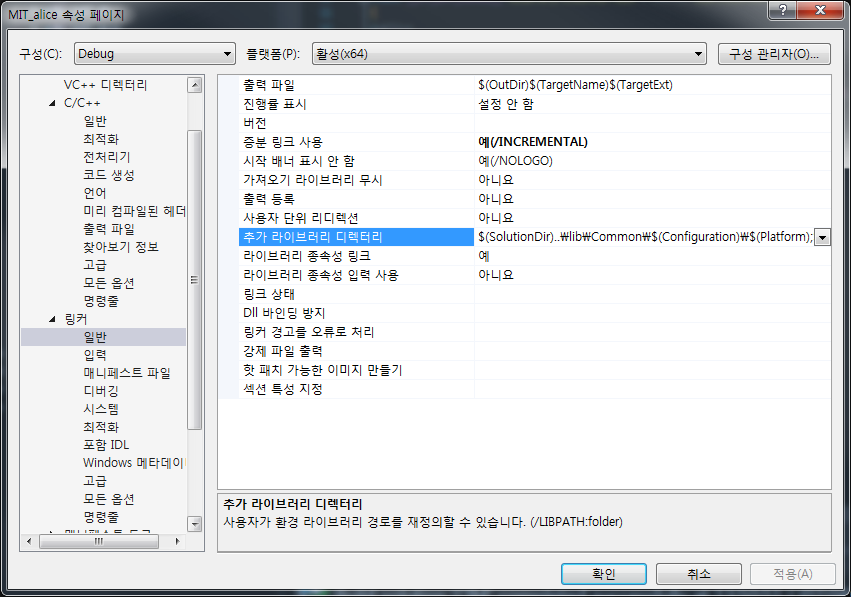 MIT_alice 속성 페이지
구성(C):
Debug
플랫폼(P):
활성(x64)
구성 관리자(O)...
VC++ 디렉터리
C/C++
일반
최적화
전처리기
코드 생성
언어
미리 컴파일된 헤더
출력 파일
찾아보기 정보
고급
모든 옵션
명령줄
링커
일반
입력
매니페스트 파일
디버깅
시스템
최적화
포함 IDL
Windows 메타데이
고급
모든 옵션
명령줄
출력 파일 $(OutDir)$(TargetName)$(TargetExt)
진행률 표시 설정 안 함
버전
증분 링크 사용 예(/INCREMENTAL)
시작 배너 표시 안 함 예(/NOLOGO)
가져오기 라이브러리 무시 아니요
출력 등록 아니요
사용자 단위 리디렉션 아니요
추가 라이브러리 디렉터리 $(SolutionDir)..₩lib₩Common₩$(Configuration)₩$(Platform);
라이브러리 종속성 링크 예
라이브러리 종속성 입력 사용 아니요
링크 상태
Dll 바인딩 방지
링커 경고를 오류로 처리
강제 파일 출력
핫 패치 가능한 이미지 만들기
섹션 특성 지정
추가 라이브러리 디렉터리
사용자가 환경 라이브러리 경로를 재정의할 수 있습니다. (/LIBPATH:folder)
확인
취소
적용(A)